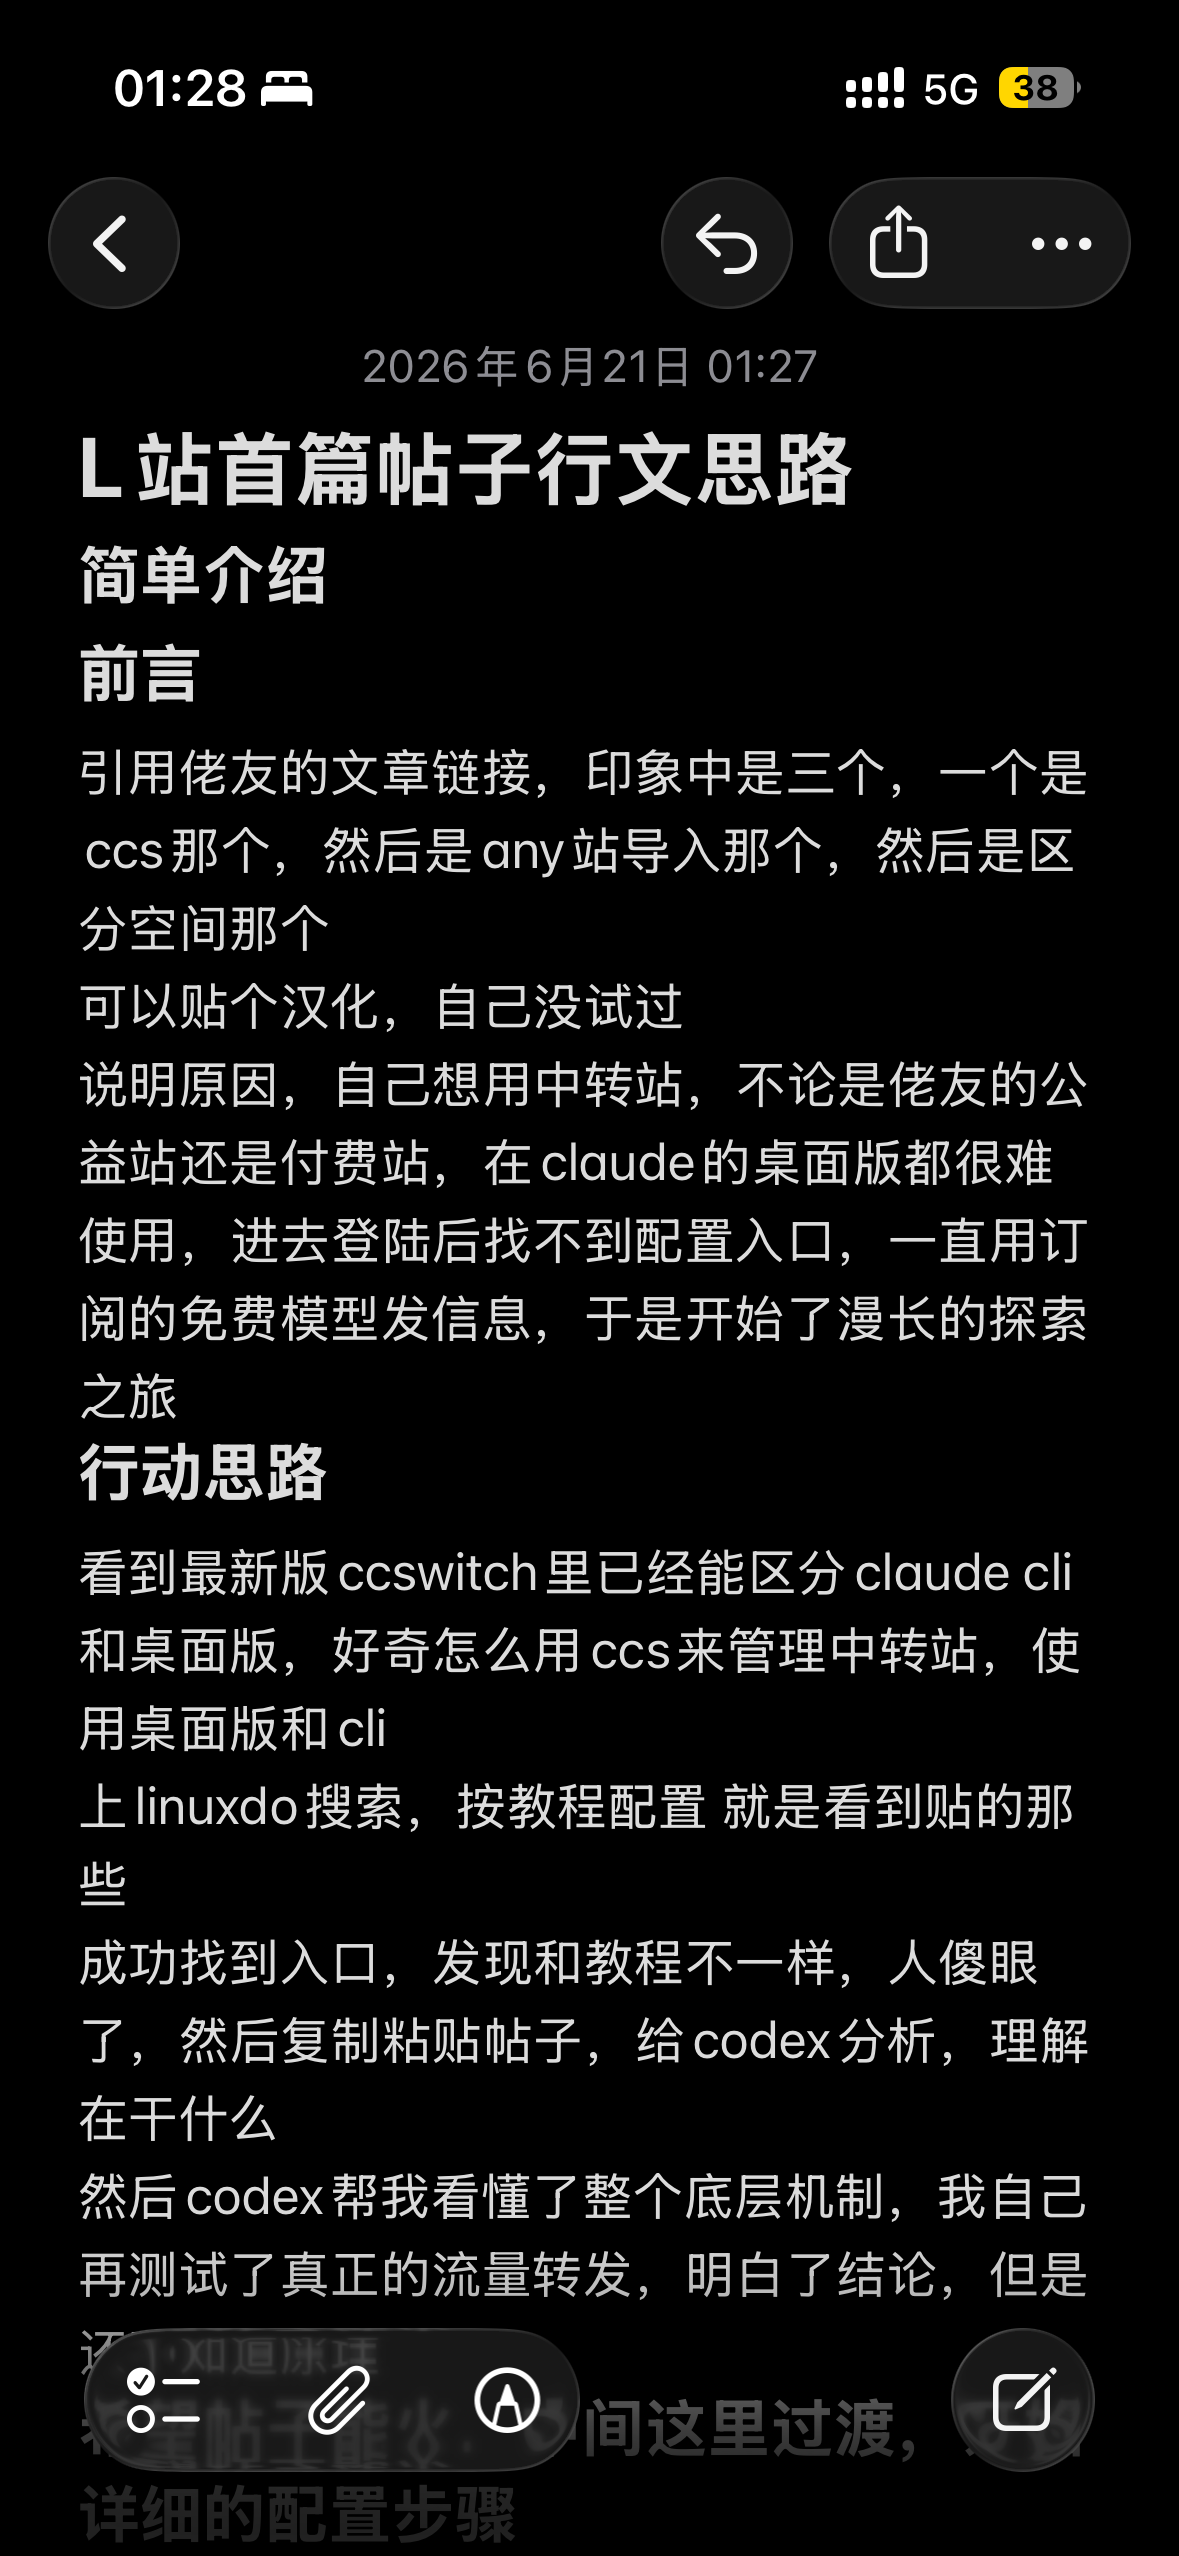 01:28
5G
38
2026年6月21日 01:27
L 站首篇帖子行文思路
简单介绍
前言
引用佬友的文章链接，印象中是三个，一个是
ccs那个，然后是any站导入那个，然后是区
分空间那个
可以贴个汉化，自己没试过
说明原因，自己想用中转站，不论是佬友的公
益站还是付费站，在claude的桌面版都很难
使用，进去登陆后找不到配置入口，一直用订
阅的免费模型发信息，于是开始了漫长的探索
之旅
行动思路
看到最新版ccswitch里已经能区分claude cli
和桌面版，好奇怎么用ccs来管理中转站，使
用桌面版和cli
上linuxdo搜索，按教程配置 就是看到贴的那
些
成功找到入口，发现和教程不一样，人傻眼
了，然后复制粘贴帖子，给codex分析，理解
在干什么
然后codex帮我看懂了整个底层机制，我自己
再测试了真正的流量转发，明白了结论，但是
还不知道原理
希望帖子能火，中间这里过渡，
详细的配置步骤